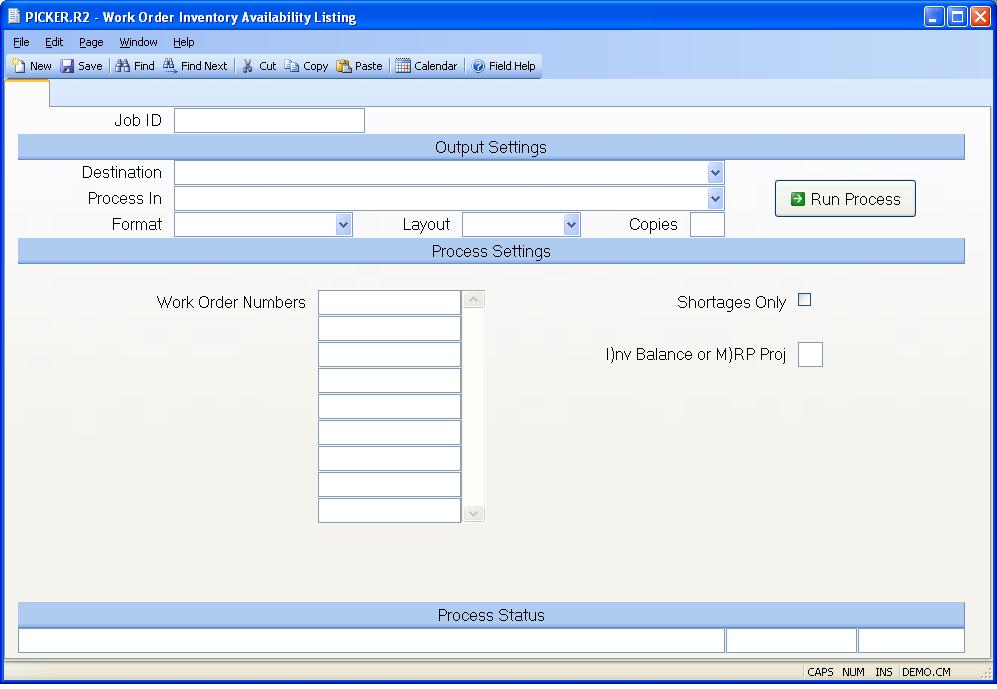 PICKER.R2 - Work Order Inventory Availability Listing
File Edit Page Window Help
New Save Find Find Next Cut Copy Paste Calendar Field Help
Job ID
Output Settings
Destination
Process In
Run Process
Format Layout Copies
Process Settings
Work Order Numbers Shortages Only
I)nv Balance or M)RP Proj
Process Status
CAPS NUM INS DEMO.CM